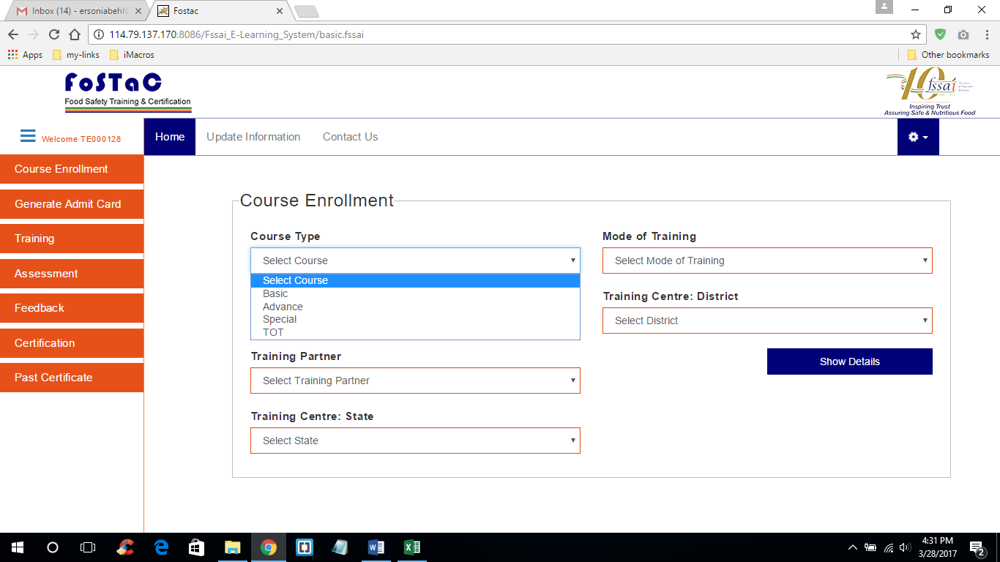 Inbox (14) - ersoniabehl@
Fostac
114.79.137.170:8086/Fssai_E-Learning_System/basic.fssai
Apps my-links iMacros Other bookmarks
FoSTaC
Food Safety Training & Certification
10 fssai
Inspiring Trust
Assuring Safe & Nutritious Food
Welcome TE000128
Home Update Information Contact Us
Course Enrollment
Generate Admit Card
Training
Assessment
Feedback
Certification
Past Certificate
Course Enrollment
Course Type
Select Course
Select Course
Basic
Advance
Special
TOT
Mode of Training
Select Mode of Training
Training Centre: District
Select District
Training Partner
Select Training Partner
Show Details
Training Centre: State
Select State
4:31 PM
3/28/2017
2